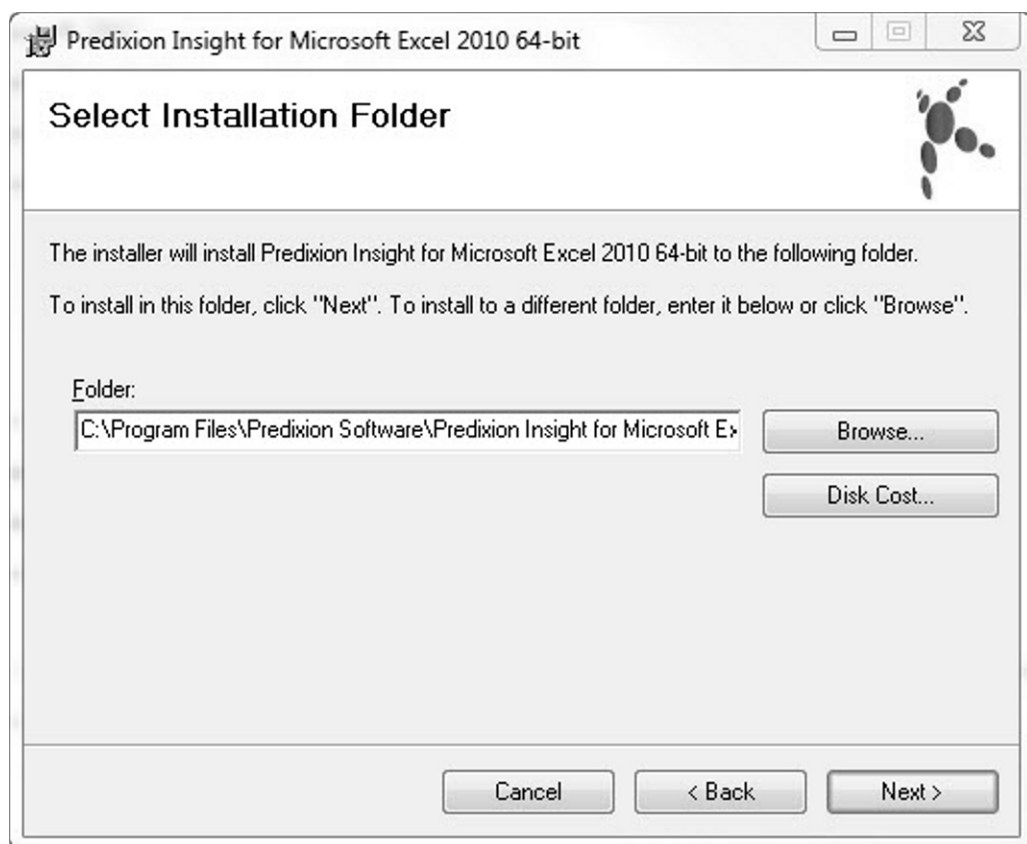 Predixion Insight for Microsoft Excel 2010 64-bit
Select Installation Folder
The installer will install Predixion Insight for Microsoft Excel 2010 64-bit to the following folder.
To install in this folder, click "Next". To install to a different folder, enter it below or click "Browse".
Folder:
C:\Program Files\Predixion Software\Predixion Insight for Microsoft Ex
Browse...
Disk Cost...
Cancel
< Back
Next >